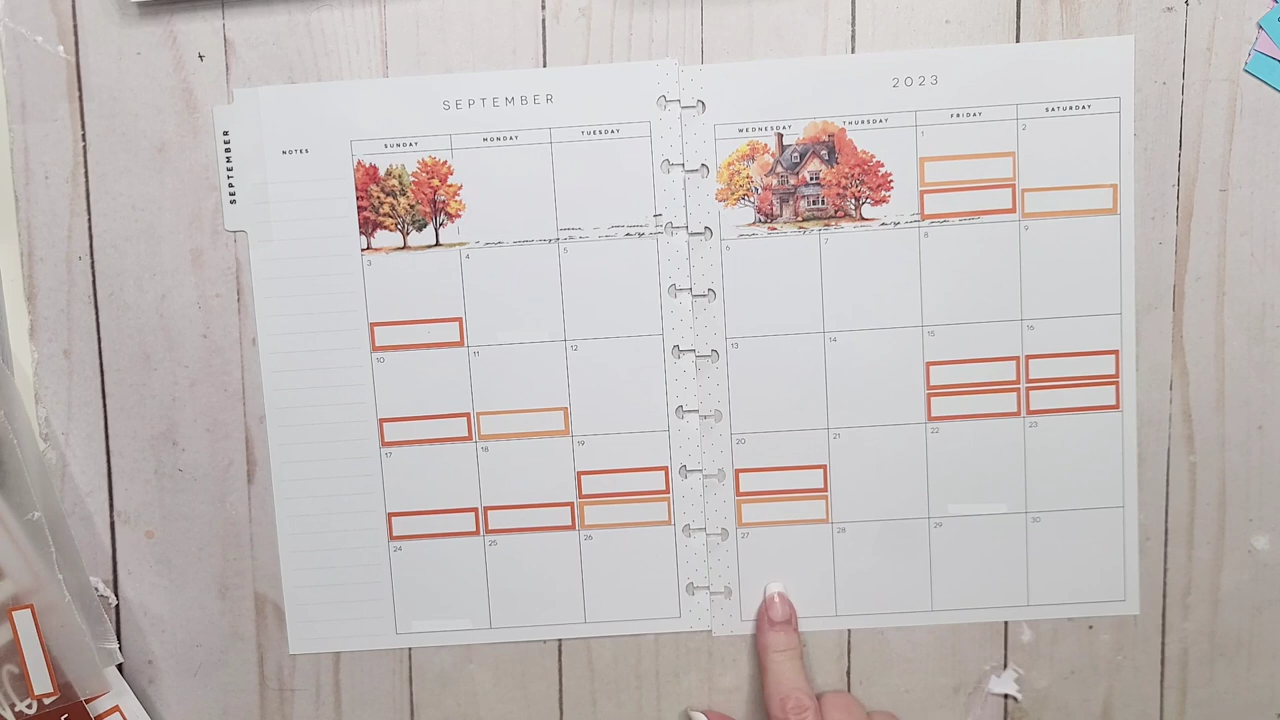 SEPTEMBER
2023
SEPTEMBER
NOTES
SUNDAY MONDAY TUESDAY WEDNESDAY THURSDAY FRIDAY SATURDAY
1 2
3 4 5 6 7 8 9
10 11 12 13 14 15 16
17 18 19 20 21 22 23
24 25 26 27 28 29 30